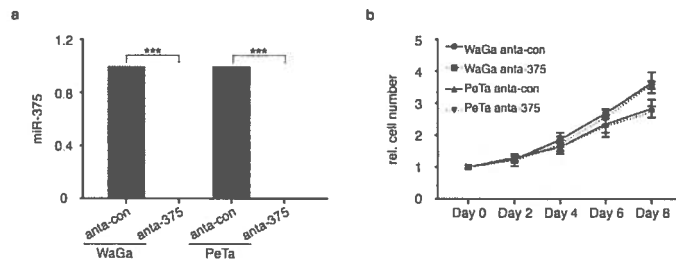 a
1.2
0.8
0.4
0
miR-375
***
***
anta-con
anta-375
anta-con
anta-375
WaGa
PeTa
b
5
4
3
2
1
0
rel. cell number
WaGa anta-con
WaGa anta-375
PeTa anta-con
PeTa anta-375
Day 0 Day 2 Day 4 Day 6 Day 8